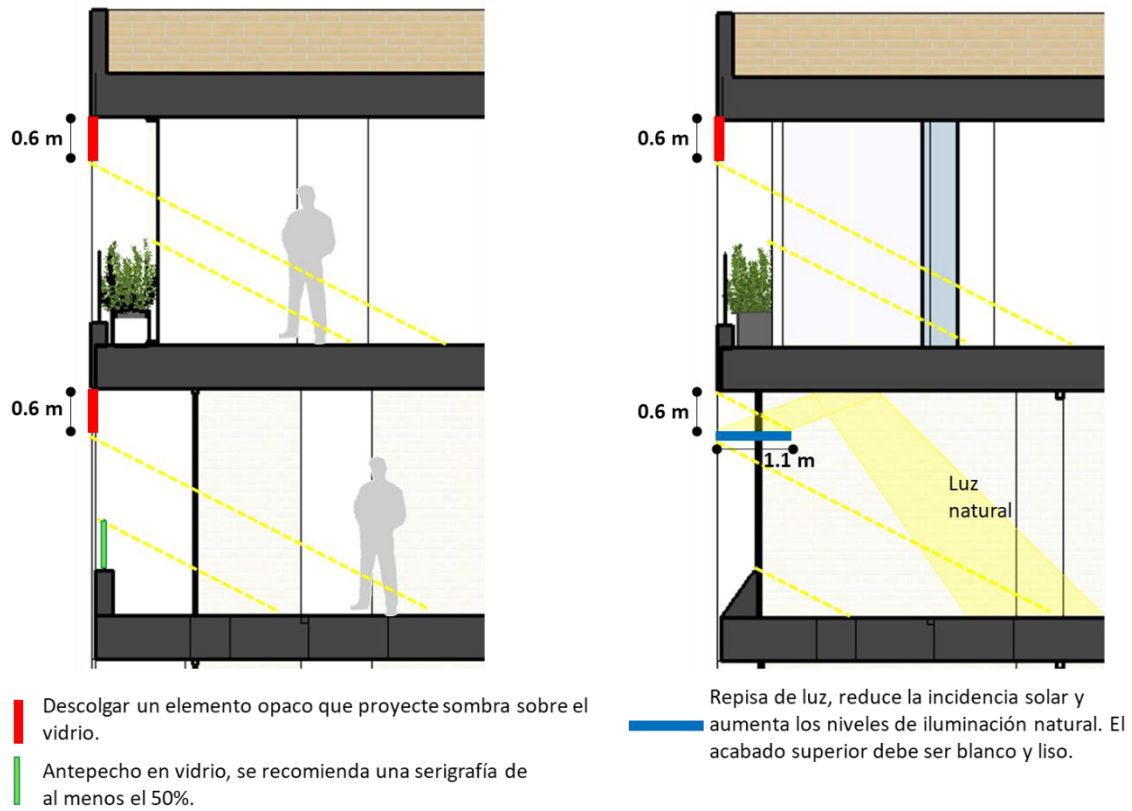 0.6 m
0.6 m
0.6 m
0.6 m
1.1 m
Luz
natural
Descolgar un elemento opaco que proyecte sombra sobre el
vidrio.
Antepecho en vidrio, se recomienda una serigrafía de
al menos el 50%.
Repisa de luz, reduce la incidencia solar y
aumenta los niveles de iluminación natural. El
acabado superior debe ser blanco y liso.